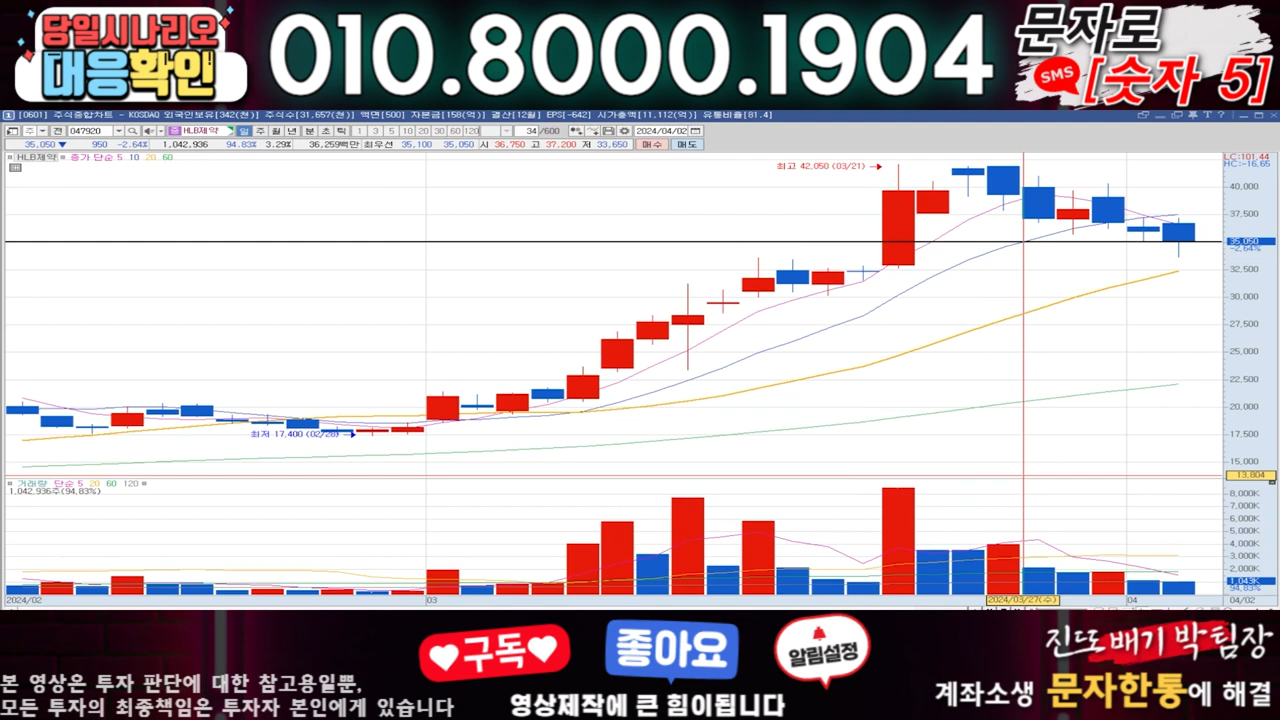 당일시나리오
대응확인
010.8000.1904
문자로
SMS
[숫자 5]
[0601] 주식종합차트 - KOSDAQ 외국인보유[342(천)] 주식수[31,657(천)] 액면[500] 자본금[158(억)] 결산[12월] EPS[-642] 시가총액[11,112(억)] 유통비율[81.4]
주 전 047920 HLB제약 일 주 월 년 분 초 틱 1 3 5 10 20 30 60 120 34 /600 2024/04/02
35,050▼ 950 -2.64% 1,042,936 94.83% 3.29% 36,259백만 최우선 35,100 35,050 시 36,750 고 37,200 저 33,650 매수 매도
HLB제약 종가 단순 5 10 20 60
LC:101.44
HC:-16.65
최고 42,050 (03/21)
40,000
37,500
35,050
-2.64%
32,500
30,000
27,500
25,000
22,500
20,000
최저 17,400 (02/28)
17,500
15,000
13,804
거래량 단순 5 20 60 120
1,042,936주(94.83%)
8,000K
7,000K
6,000K
5,000K
4,000K
3,000K
2,000K
1,043K
94.83%
2024/02 03 2024/03/27(수) 04 04/02
구독
좋아요
알림설정
진또배기 박팀장
본 영상은 투자 판단에 대한 참고용일뿐,
모든 투자의 최종책임은 투자자 본인에게 있습니다
영상제작에 큰 힘이됩니다
계좌소생 문자한통에 해결